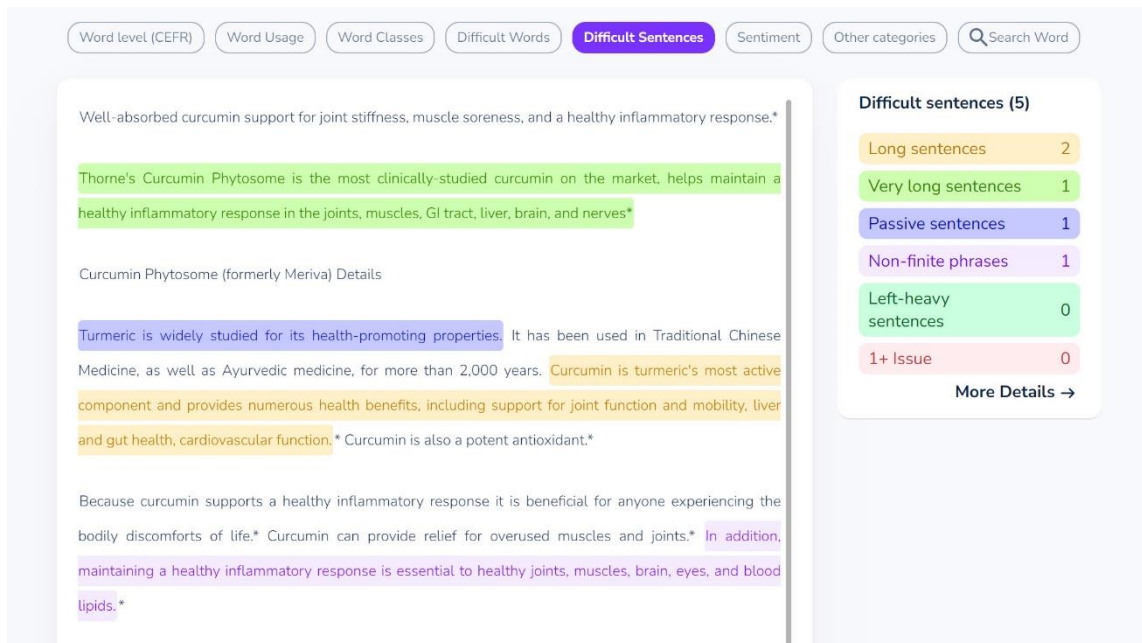 Word level (CEFR) Word Usage Word Classes Difficult Words Difficult Sentences Sentiment Other categories Search Word
Well-absorbed curcumin support for joint stiffness, muscle soreness, and a healthy inflammatory response.*
Thorne's Curcumin Phytosome is the most clinically-studied curcumin on the market, helps maintain a
healthy inflammatory response in the joints, muscles, GI tract, liver, brain, and nerves*
Curcumin Phytosome (formerly Meriva) Details
Turmeric is widely studied for its health-promoting properties. It has been used in Traditional Chinese
Medicine, as well as Ayurvedic medicine, for more than 2,000 years. Curcumin is turmeric's most active
component and provides numerous health benefits, including support for joint function and mobility, liver
and gut health, cardiovascular function.* Curcumin is also a potent antioxidant.*
Because curcumin supports a healthy inflammatory response it is beneficial for anyone experiencing the
bodily discomforts of life.* Curcumin can provide relief for overused muscles and joints.* In addition,
maintaining a healthy inflammatory response is essential to healthy joints, muscles, brain, eyes, and blood
lipids.*
Difficult sentences (5)
Long sentences 2
Very long sentences 1
Passive sentences 1
Non-finite phrases 1
Left-heavy
sentences 0
1+ Issue 0
More Details →